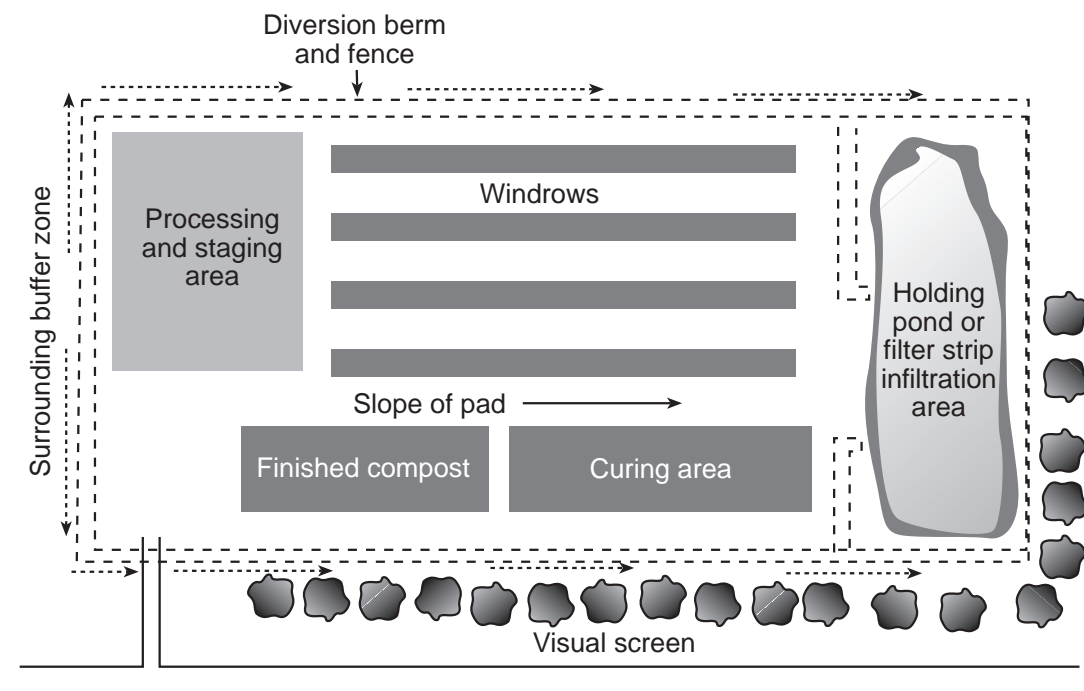 Diversion berm
and fence
Surrounding buffer zone
Processing
and staging
area
Windrows
Holding
pond or
filter strip
infiltration
area
Slope of pad
Finished compost
Curing area
Visual screen